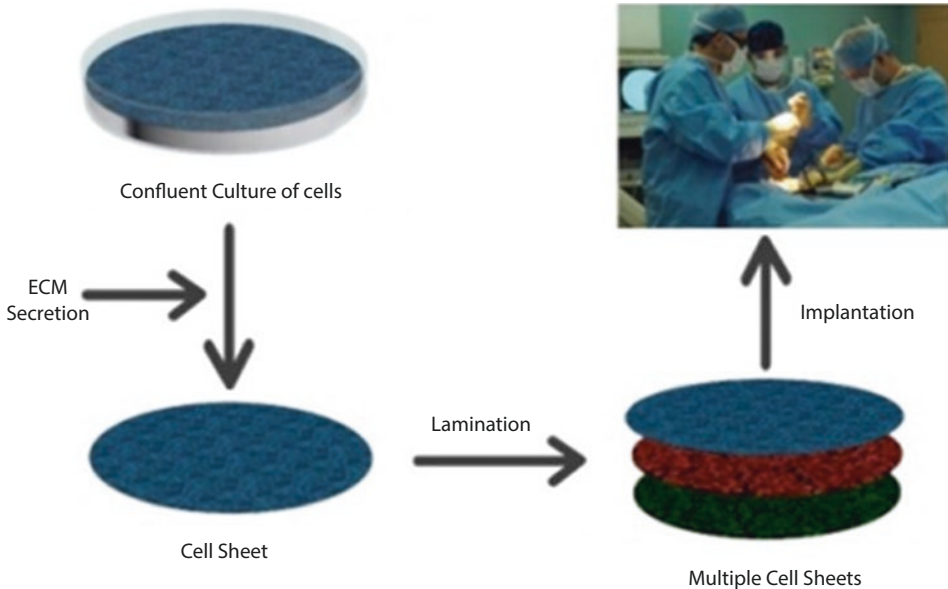 Confluent Culture of cells
ECM
Secretion
Cell Sheet
Lamination
Multiple Cell Sheets
Implantation